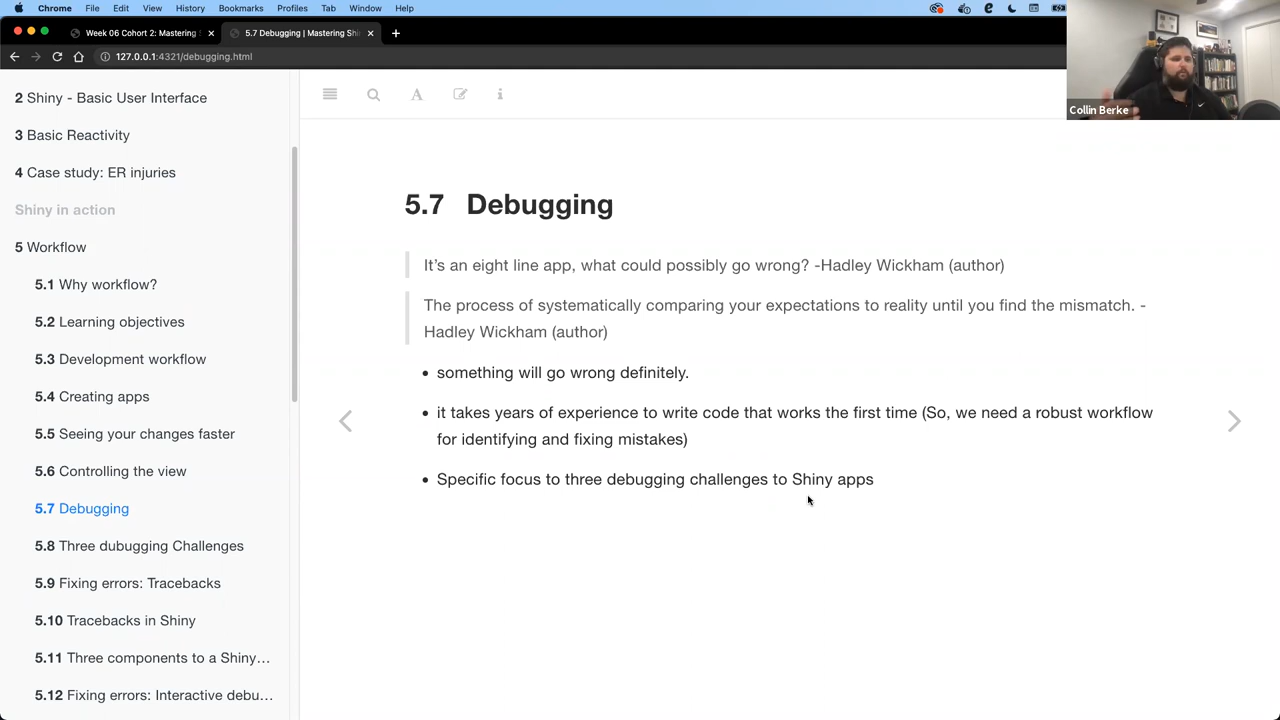 Chrome File Edit View History Bookmarks Profiles Tab Window Help
Week 06 Cohort 2: Mastering
5.7 Debugging | Mastering Shi
127.0.0.1:4321/debugging.html
Collin Berke
2 Shiny - Basic User Interface
3 Basic Reactivity
4 Case study: ER injuries
Shiny in action
5 Workflow
5.1 Why workflow?
5.2 Learning objectives
5.3 Development workflow
5.4 Creating apps
5.5 Seeing your changes faster
5.6 Controlling the view
5.7 Debugging
5.8 Three dubugging Challenges
5.9 Fixing errors: Tracebacks
5.10 Tracebacks in Shiny
5.11 Three components to a Shiny…
5.12 Fixing errors: Interactive debu…
5.7 Debugging
It's an eight line app, what could possibly go wrong? -Hadley Wickham (author)
The process of systematically comparing your expectations to reality until you find the mismatch. -
Hadley Wickham (author)
• something will go wrong definitely.
• it takes years of experience to write code that works the first time (So, we need a robust workflow
for identifying and fixing mistakes)
• Specific focus to three debugging challenges to Shiny apps